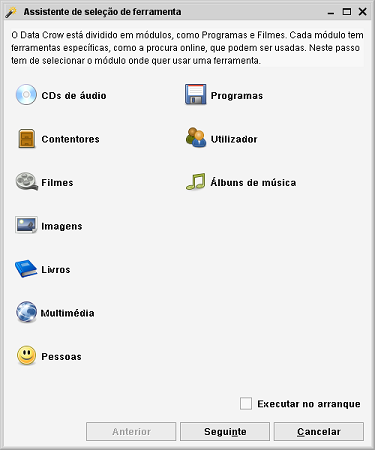 Assistente de seleção de ferramenta
O Data Crow está dividido em módulos, como Programas e Filmes. Cada módulo tem
ferramentas específicas, como a procura online, que podem ser usadas. Neste passo
tem de selecionar o módulo onde quer usar uma ferramenta.
CDs de áudio
Programas
Contentores
Utilizador
Filmes
Álbuns de música
Imagens
Livros
Multimédia
Pessoas
Executar no arranque
Anterior
Seguinte
Cancelar